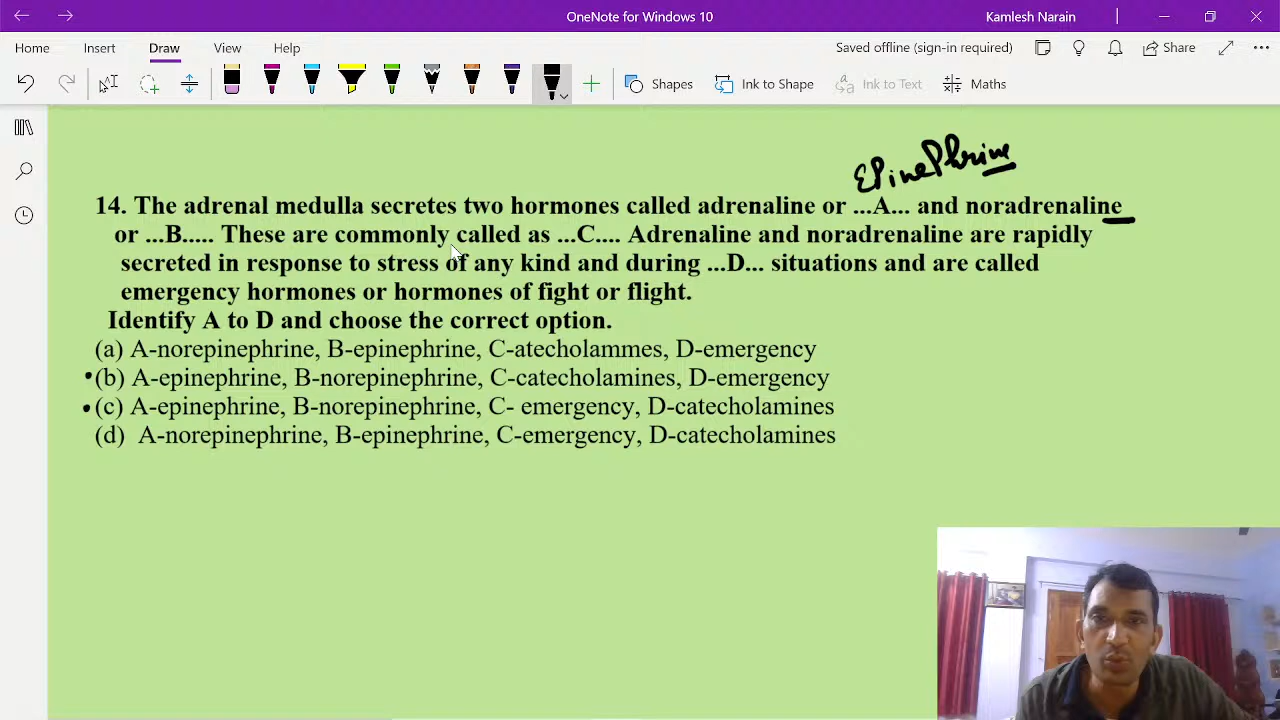 OneNote for Windows 10
Kamlesh Narain
Home Insert Draw View Help
Saved offline (sign-in required)
Share
Shapes
Ink to Shape
Ink to Text
Maths
EpinePhrine
14. The adrenal medulla secretes two hormones called adrenaline or ...A... and noradrenaline
or ...B..... These are commonly called as ...C.... Adrenaline and noradrenaline are rapidly
secreted in response to stress of any kind and during ...D... situations and are called
emergency hormones or hormones of fight or flight.
Identify A to D and choose the correct option.
(a) A-norepinephrine, B-epinephrine, C-atecholammes, D-emergency
(b) A-epinephrine, B-norepinephrine, C-catecholamines, D-emergency
(c) A-epinephrine, B-norepinephrine, C- emergency, D-catecholamines
(d) A-norepinephrine, B-epinephrine, C-emergency, D-catecholamines